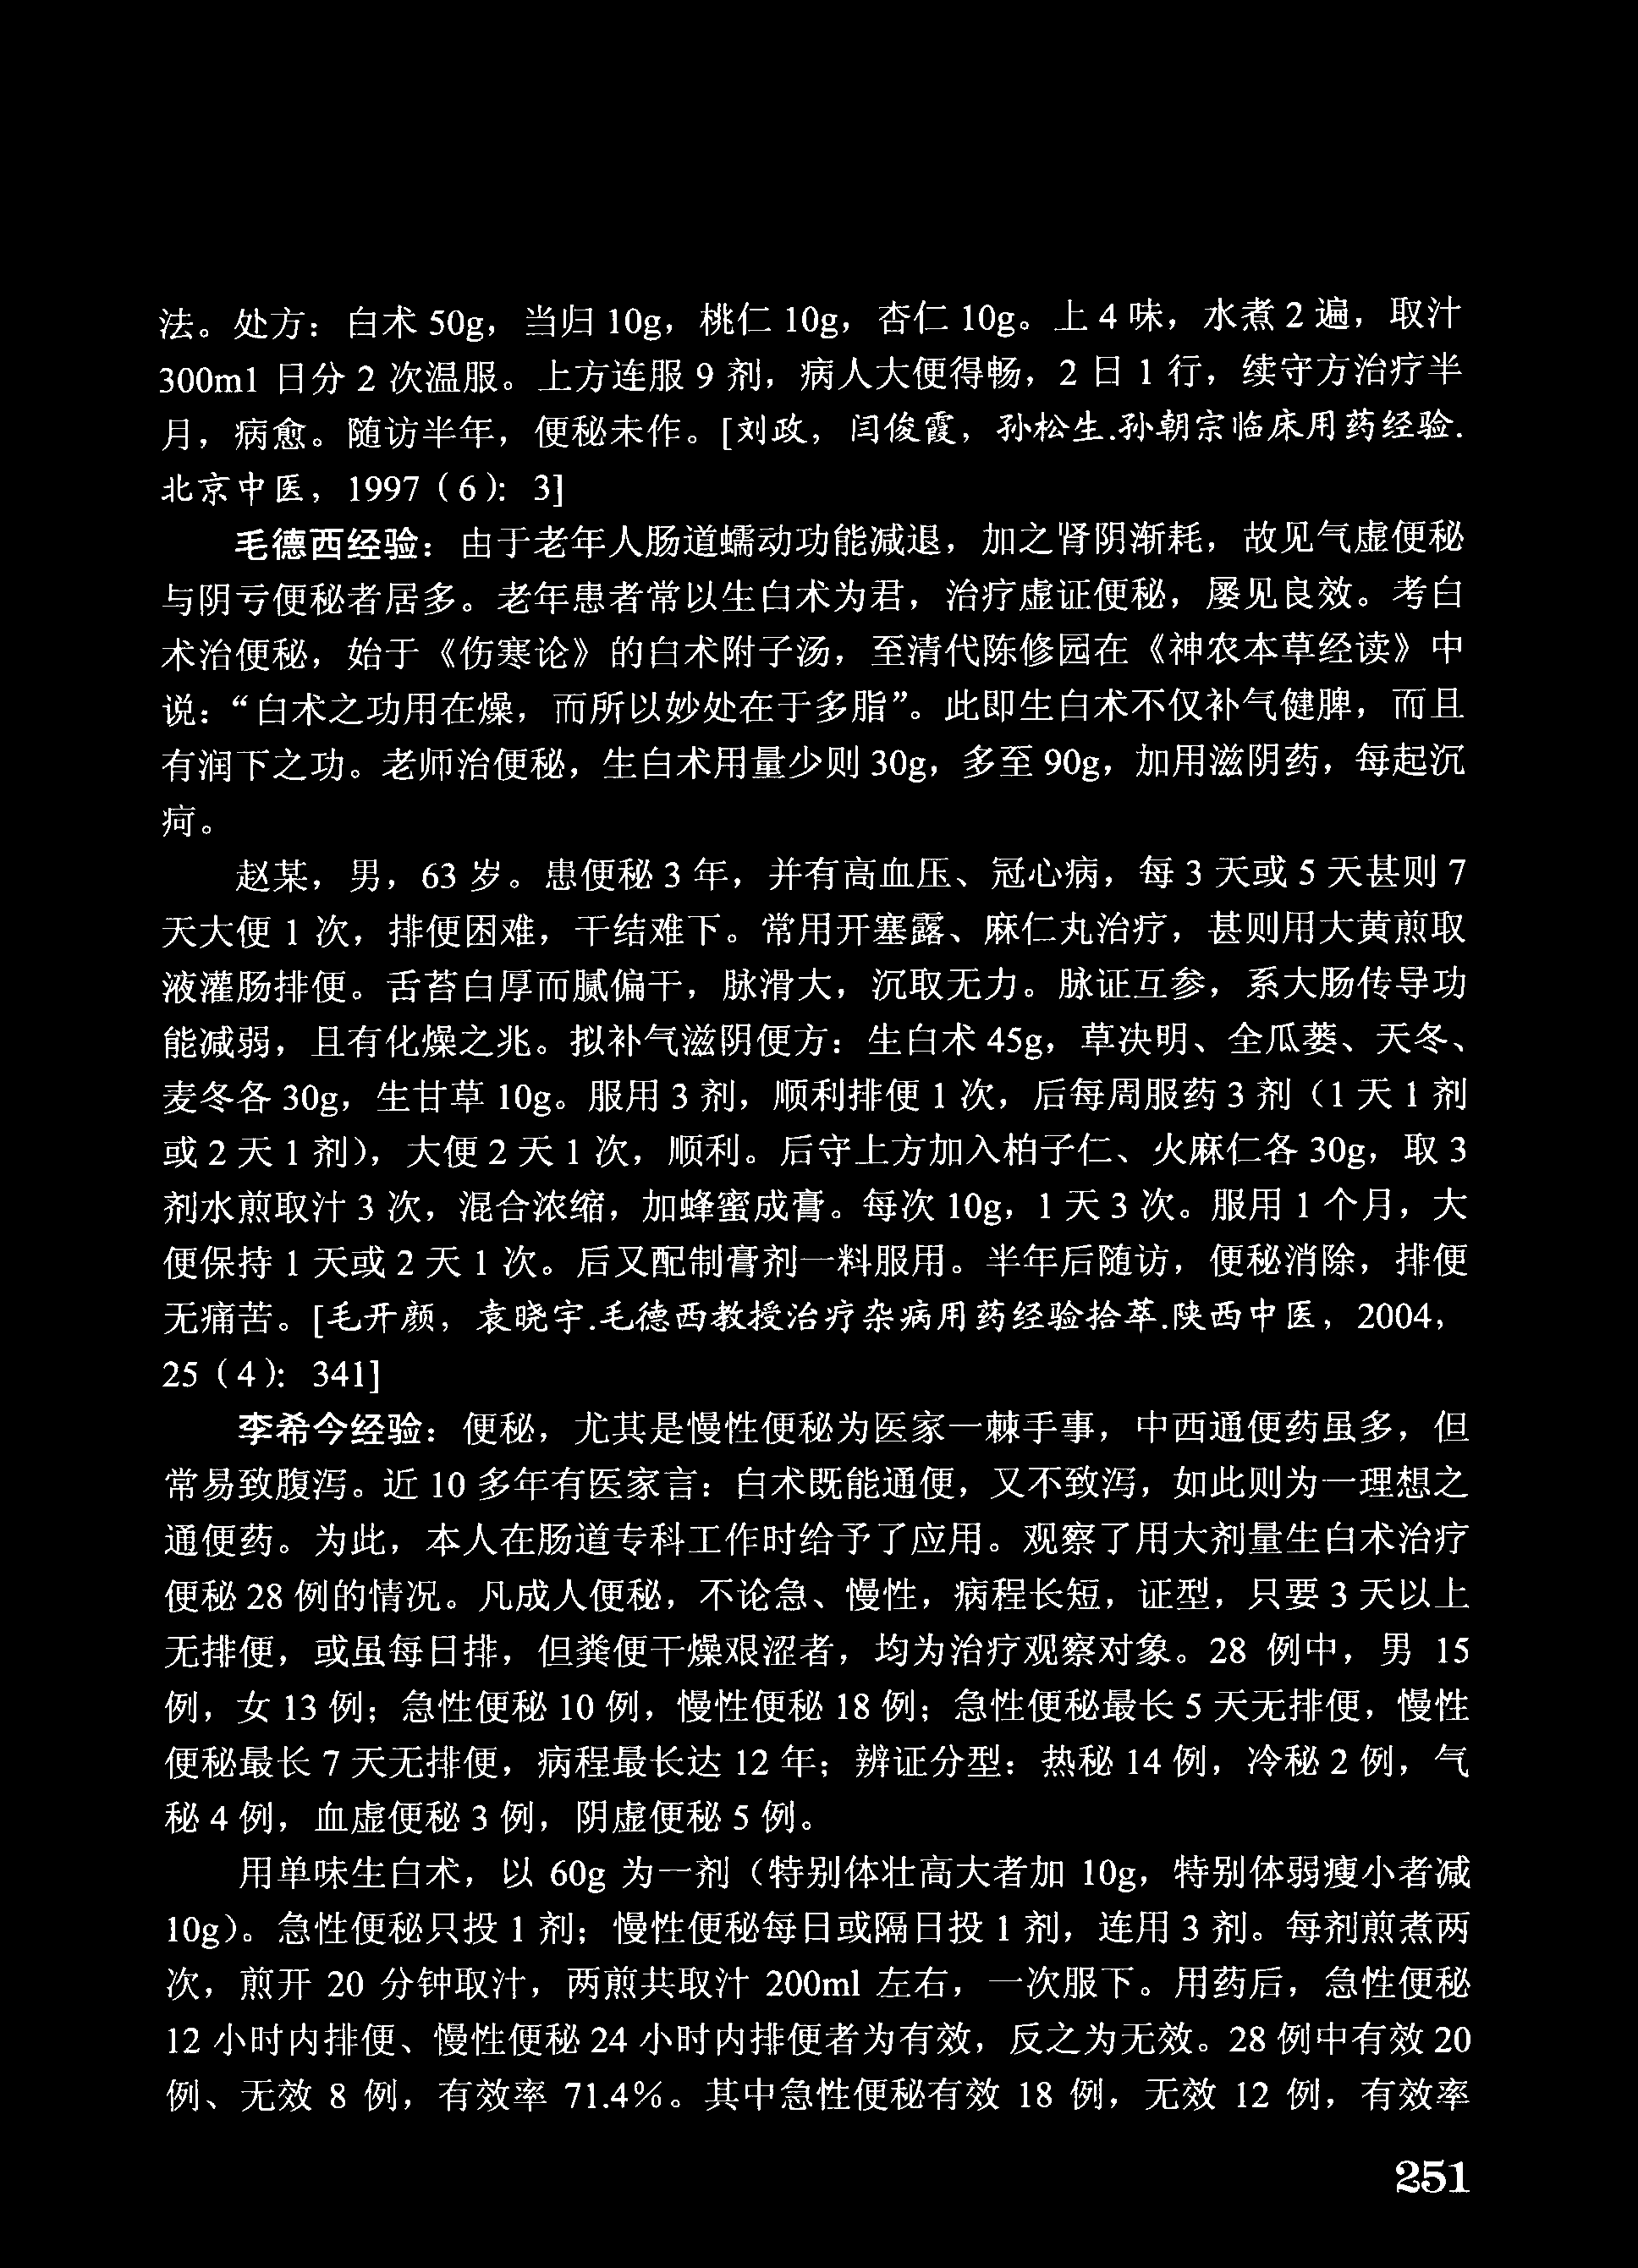 法。处方：白术 50g，当归 10g，桃仁 10g，杏仁 10g。上 4 味，水煮 2 遍，取汁
300ml 日分 2 次温服。上方连服 9 剂，病人大便得畅，2 日 1 行，续守方治疗半
月，病愈。随访半年，便秘未作。[刘政，闫俊霞，孙松生.孙朝宗临床用药经验.
北京中医，1997（6）：3]
毛德西经验：由于老年人肠道蠕动功能减退，加之肾阴渐耗，故见气虚便秘
与阴亏便秘者居多。老年患者常以生白术为君，治疗虚证便秘，屡见良效。考白
术治便秘，始于《伤寒论》的白术附子汤，至清代陈修园在《神农本草经读》中
说：“白术之功用在燥，而所以妙处在于多脂”。此即生白术不仅补气健脾，而且
有润下之功。老师治便秘，生白术用量少则 30g，多至 90g，加用滋阴药，每起沉
疴。
赵某，男，63 岁。患便秘 3 年，并有高血压、冠心病，每 3 天或 5 天甚则 7
天大便 1 次，排便困难，干结难下。常用开塞露、麻仁丸治疗，甚则用大黄煎取
液灌肠排便。舌苔白厚而腻偏干，脉滑大，沉取无力。脉证互参，系大肠传导功
能减弱，且有化燥之兆。拟补气滋阴便方：生白术 45g，草决明、全瓜蒌、天冬、
麦冬各 30g，生甘草 10g。服用 3 剂，顺利排便 1 次，后每周服药 3 剂（1 天 1 剂
或 2 天 1 剂），大便 2 天 1 次，顺利。后守上方加入柏子仁、火麻仁各 30g，取 3
剂水煎取汁 3 次，混合浓缩，加蜂蜜成膏。每次 10g，1 天 3 次。服用 1 个月，大
便保持 1 天或 2 天 1 次。后又配制膏剂一料服用。半年后随访，便秘消除，排便
无痛苦。[毛开颜，袁晓宇.毛德西教授治疗杂病用药经验拾萃.陕西中医，2004，
25（4）：341]
李希今经验：便秘，尤其是慢性便秘为医家一棘手事，中西通便药虽多，但
常易致腹泻。近 10 多年有医家言：白术既能通便，又不致泻，如此则为一理想之
通便药。为此，本人在肠道专科工作时给予了应用。观察了用大剂量生白术治疗
便秘 28 例的情况。凡成人便秘，不论急、慢性，病程长短，证型，只要 3 天以上
无排便，或虽每日排，但粪便干燥艰涩者，均为治疗观察对象。28 例中，男 15
例，女 13 例；急性便秘 10 例，慢性便秘 18 例；急性便秘最长 5 天无排便，慢性
便秘最长 7 天无排便，病程最长达 12 年；辨证分型：热秘 14 例，冷秘 2 例，气
秘 4 例，血虚便秘 3 例，阴虚便秘 5 例。
用单味生白术，以 60g 为一剂（特别体壮高大者加 10g，特别体弱瘦小者减
10g）。急性便秘只投 1 剂；慢性便秘每日或隔日投 1 剂，连用 3 剂。每剂煎煮两
次，煎开 20 分钟取汁，两煎共取汁 200ml 左右，一次服下。用药后，急性便秘
12 小时内排便、慢性便秘 24 小时内排便者为有效，反之为无效。28 例中有效 20
例、无效 8 例，有效率 71.4%。其中急性便秘有效 18 例，无效 12 例，有效率
251